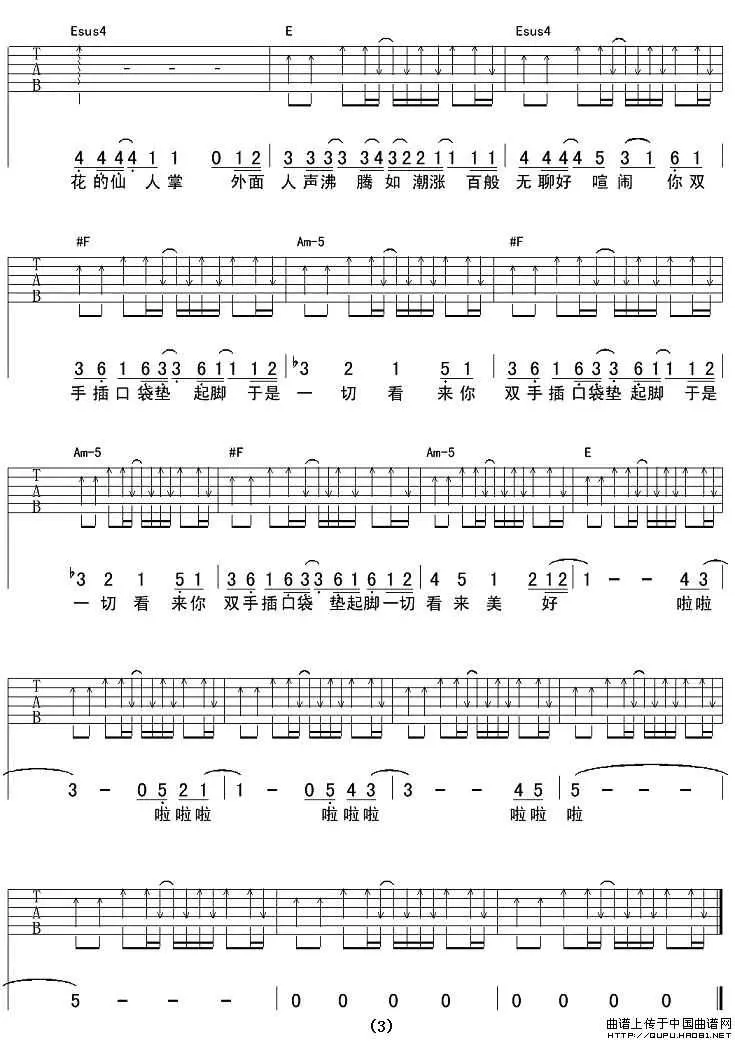 Esus4 E Esus4
T
A
B
4 4 4 4 4 1 1 0 1 2 3 3 3 3 3 4 3 2 2 1 1 1 1 4 4 4 4 5 3 1 6 1
花的仙 人掌 外面 人声沸 腾 如 潮涨 百般 无聊好 喧 闹 你双
#F Am-5 #F
T
A
B
3 6 1 6 3 3 6 1 1 1 2 ♭3 2 1 5 1 3 6 1 6 3 3 6 1 1 1 2
手插口 袋垫 起脚 于是 一 切 看 来你 双手插口袋垫 起脚 于是
Am-5 #F Am-5 E
T
A
B
♭3 2 1 5 1 3 6 1 6 3 3 6 1 6 1 2 4 5 1 2 1 2 1 - - 4 3
一 切 看 来你 双手插口袋 垫起脚一切 看 来 美 好 啦啦
T
A
B
3 - 0 5 2 1 1 - 0 5 4 3 3 - - 4 5 5 - - -
啦啦啦 啦啦啦 啦啦 啦
T
A
B
5 - - - 0 0 0 0 0 0 0 0
(3)
曲谱上传于中国曲谱网
HTTP://QUPU.HAO81.NET